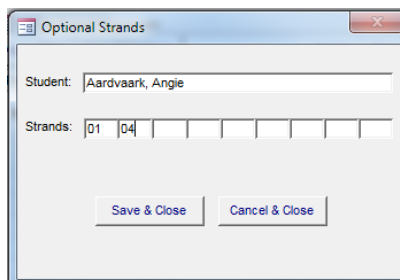 Optional Strands
Student: Aardvaark, Angie
Strands: 01 04
Save & Close Cancel & Close